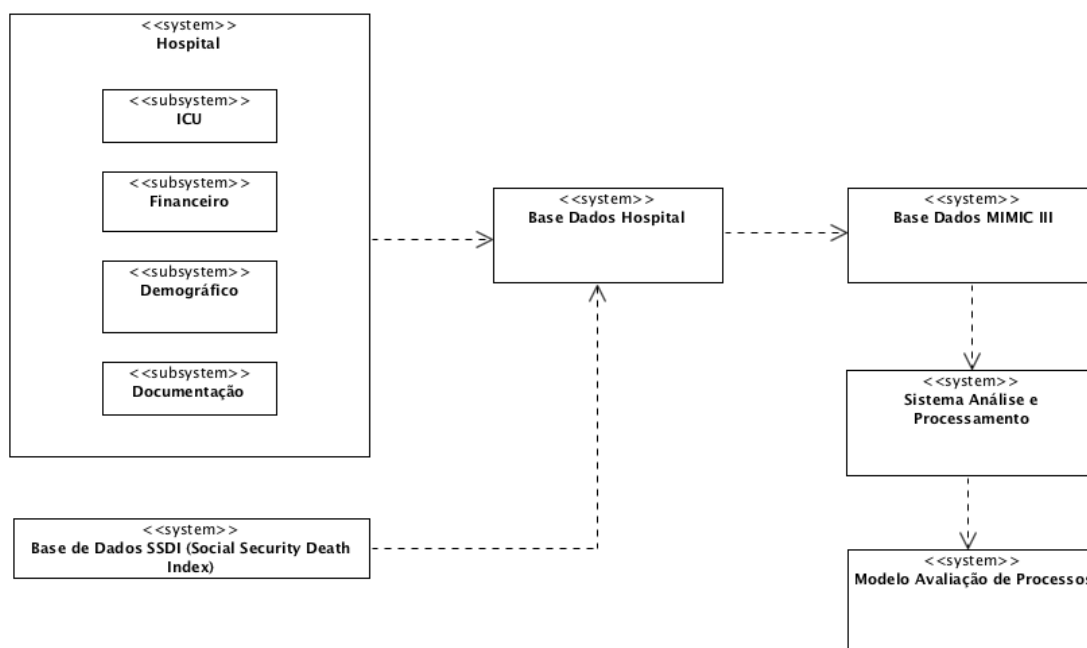 <<system>>
Hospital
<<subsystem>>
ICU
<<subsystem>>
Financeiro
<<subsystem>>
Demográfico
<<subsystem>>
Documentação
<<system>>
Base Dados Hospital
<<system>>
Base Dados MIMIC III
<<system>>
Sistema Análise e
Processamento
<<system>>
Base de Dados SSDI (Social Security Death
Index)
<<system>>
Modelo Avaliação de Processos